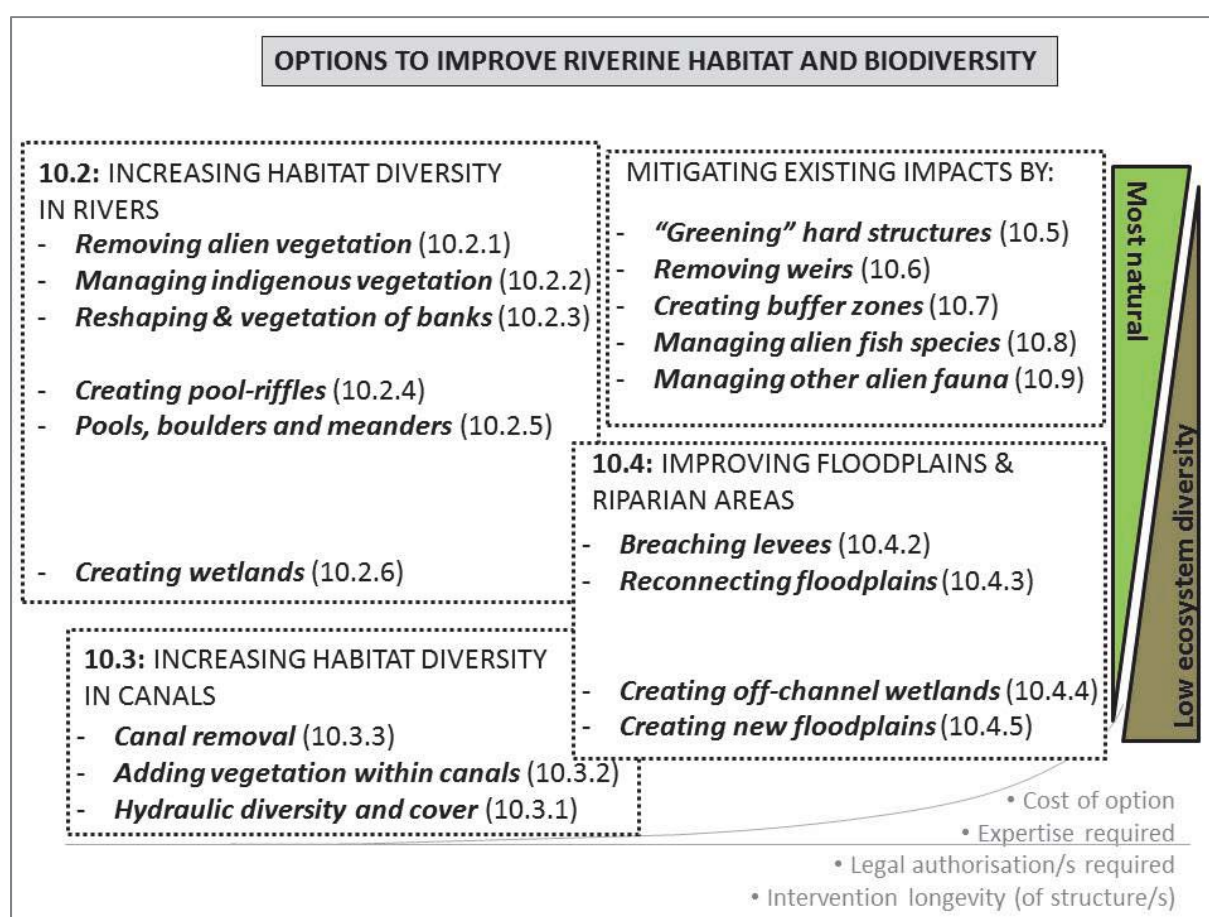 OPTIONS TO IMPROVE RIVERINE HABITAT AND BIODIVERSITY
10.2: INCREASING HABITAT DIVERSITY
IN RIVERS
- Removing alien vegetation (10.2.1)
- Managing indigenous vegetation (10.2.2)
- Reshaping & vegetation of banks (10.2.3)
- Creating pool-riffles (10.2.4)
- Pools, boulders and meanders (10.2.5)
- Creating wetlands (10.2.6)
MITIGATING EXISTING IMPACTS BY:
- “Greening” hard structures (10.5)
- Removing weirs (10.6)
- Creating buffer zones (10.7)
- Managing alien fish species (10.8)
- Managing other alien fauna (10.9)
10.4: IMPROVING FLOODPLAINS &
RIPARIAN AREAS
- Breaching levees (10.4.2)
- Reconnecting floodplains (10.4.3)
- Creating off-channel wetlands (10.4.4)
- Creating new floodplains (10.4.5)
10.3: INCREASING HABITAT DIVERSITY
IN CANALS
- Canal removal (10.3.3)
- Adding vegetation within canals (10.3.2)
- Hydraulic diversity and cover (10.3.1)
Most natural
Low ecosystem diversity
• Cost of option
• Expertise required
• Legal authorisation/s required
• Intervention longevity (of structure/s)